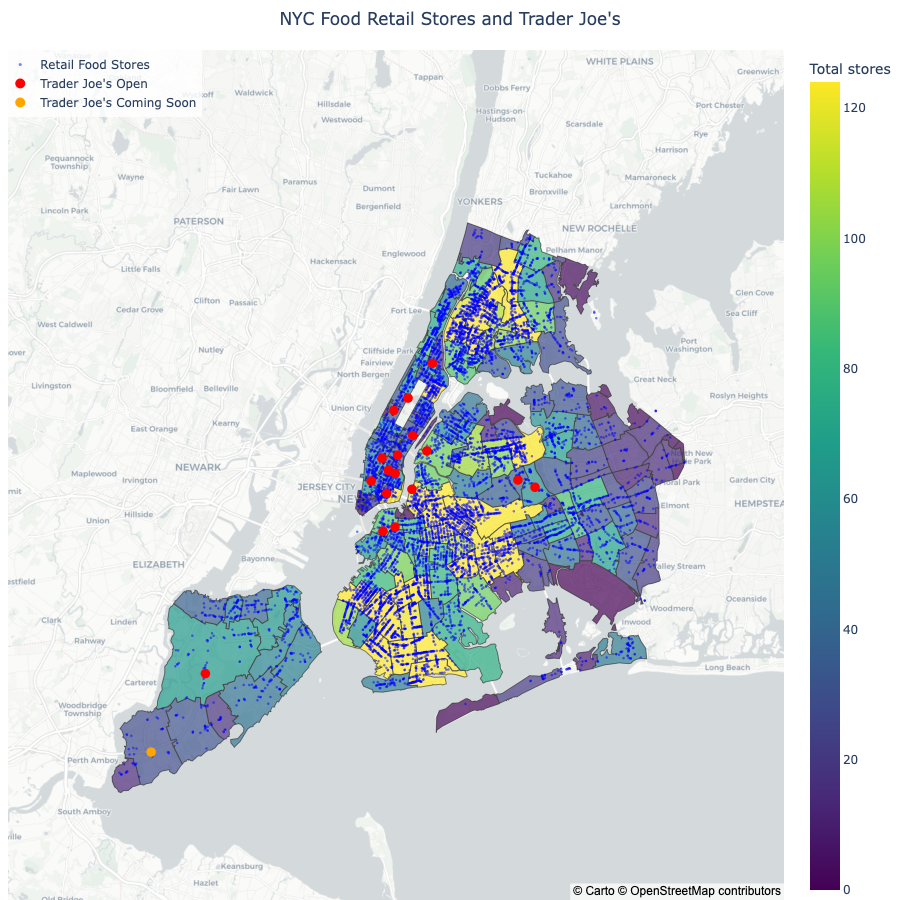 NYC Food Retail Stores and Trader Joe's
Retail Food Stores
Trader Joe's Open
Trader Joe's Coming Soon
Total stores
120
100
80
60
40
20
0
WHITE PLAINS
Greenwich
Tappan
Dobbs Ferry
Port Chester
Waldwick
Hillsdale
Westwood
Hastings-on-
Hudson
Scarsdale
Rye
Harrison
Pequannock
Township
Wayne
Paramus
Fair Lawn
Dumont
Bergenfield
Tuckahoe
Bronxville
Mamaroneck
Larchmont
Lincoln Park
PATERSON
YONKERS
NEW ROCHELLE
Pelham Manor
Hackensack
Englewood
Little Falls
Clifton
Passaic
Cedar Grove
Fort Lee
Glen Cove
Sea Cliff
West Caldwell
Nutley
Cliffside Park
Fairview
North Bergen
Port
Washington
Great Neck
Livingston
Bloomfield
Belleville
Union City
Roslyn Heights
East Orange
Kearny
Maplewood
Irvington
NEWARK
JERSEY CITY
Garden City
HEMPSTEA
Elmont
Union
Hillside
ELIZABETH
Bayonne
Valley Stream
Linden
Clark
Rahway
Oceanside
Woodmere
Inwood
Long Beach
Carteret
Woodbridge
Township
Perth Amboy
South Amboy
Keansburg
Hazlet
Old Bridge
© Carto © OpenStreetMap contributors